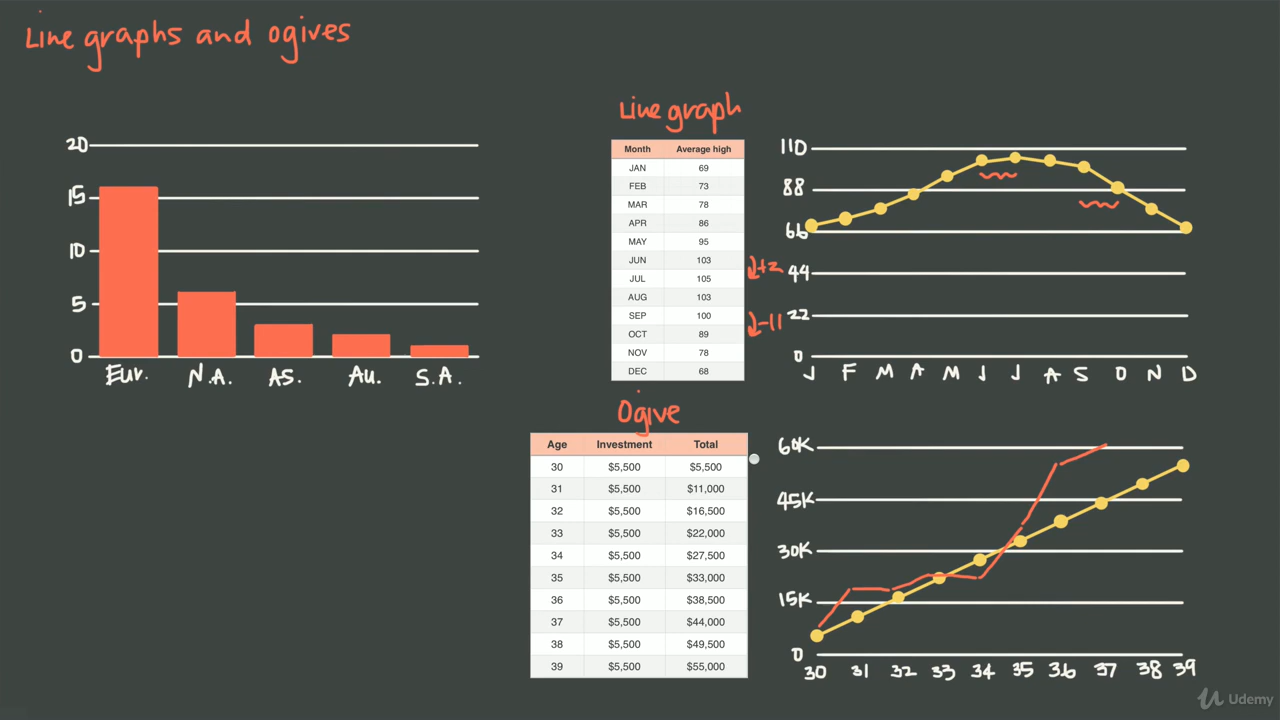 Line graphs and ogives
20
15
10
5
0
Eur. N.A. As. Au. S.A.
Line graph
Month Average high
JAN 69
FEB 73
MAR 78
APR 86
MAY 95
JUN 103
JUL 105
AUG 103
SEP 100
OCT 89
NOV 78
DEC 68
+2
-11
110
88
66
44
22
0
J F M A M J J A S O N D
Ogive
Age Investment Total
30 $5,500 $5,500
31 $5,500 $11,000
32 $5,500 $16,500
33 $5,500 $22,000
34 $5,500 $27,500
35 $5,500 $33,000
36 $5,500 $38,500
37 $5,500 $44,000
38 $5,500 $49,500
39 $5,500 $55,000
60K
45K
30K
15K
0
30 31 32 33 34 35 36 37 38 39
Udemy